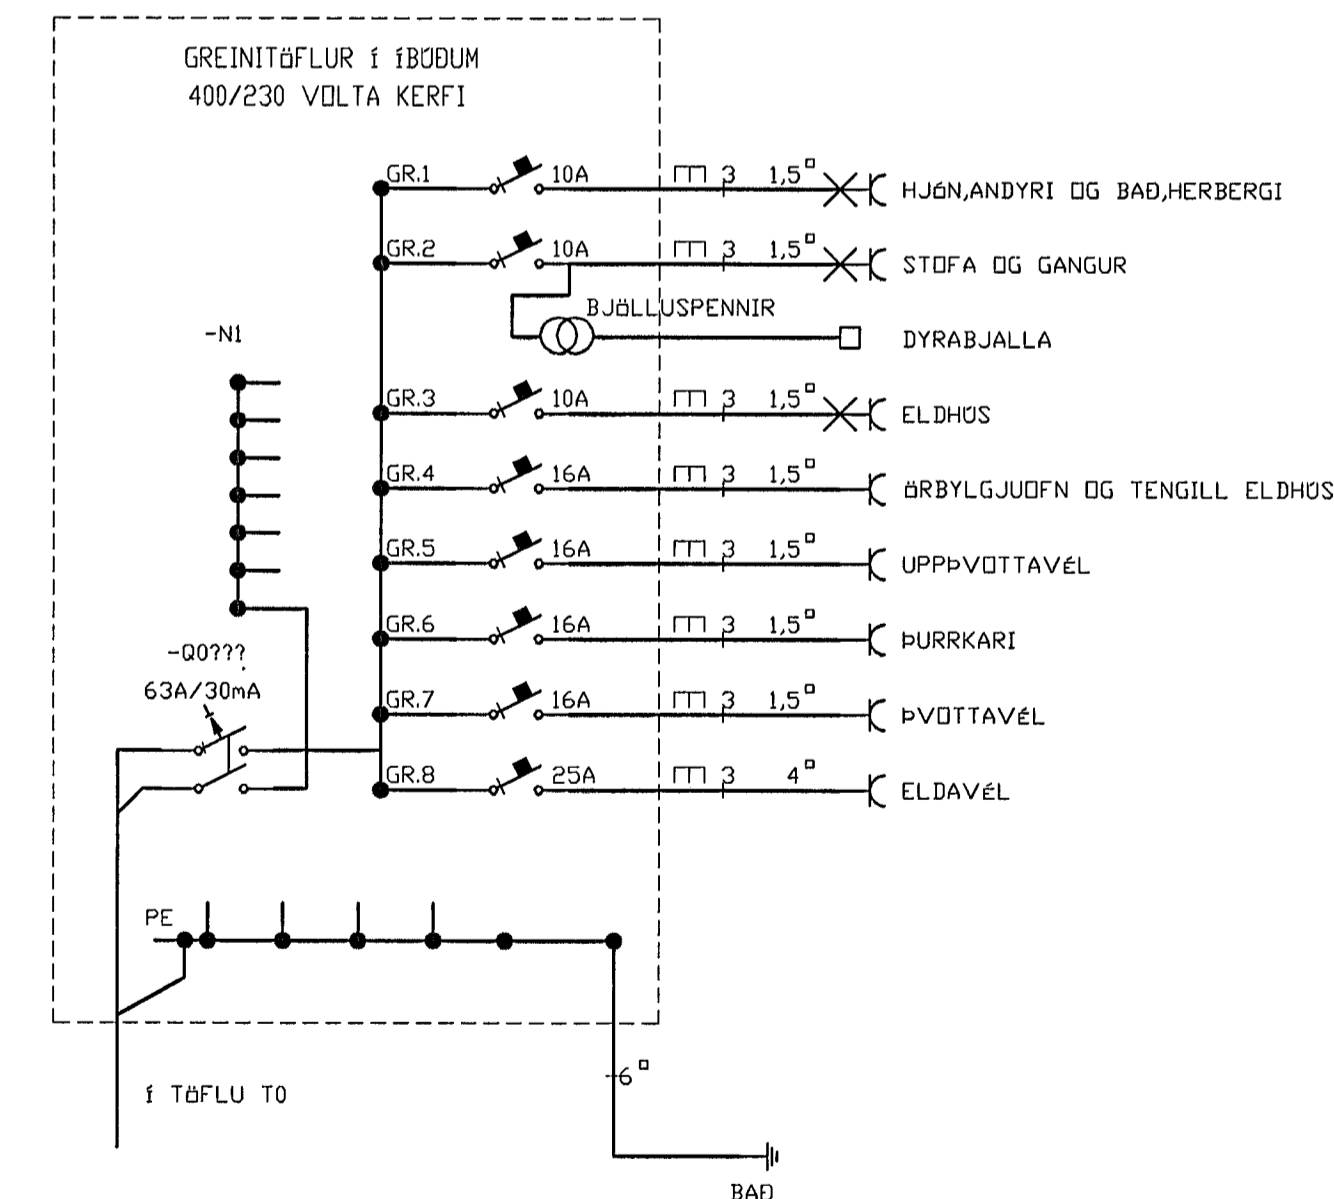 GREINITÖFLUR Í ÍBÚÐUM
400/230 VOLTA KERFI
GR.1 10A 3 1,5▫ HJÓN,ANDYRI OG BAÐ,HERBERGI
GR.2 10A 3 1,5▫ STOFA OG GANGUR
BJÖLLUSPENNIR
-N1
DYRABJALLA
GR.3 10A 3 1,5▫ ELDHÚS
GR.4 16A 3 1,5▫ ÖRBYLGJUOFN OG TENGILL ELDHÚS
GR.5 16A 3 1,5▫ UPPÞVOTTAVÉL
GR.6 16A 3 1,5▫ ÞURRKARI
-Q0???
63A/30mA
GR.7 16A 3 1,5▫ ÞVOTTAVÉL
GR.8 25A 3 4▫ ELDAVÉL
PE
6▫
Í TÖFLU T0
BAÐ